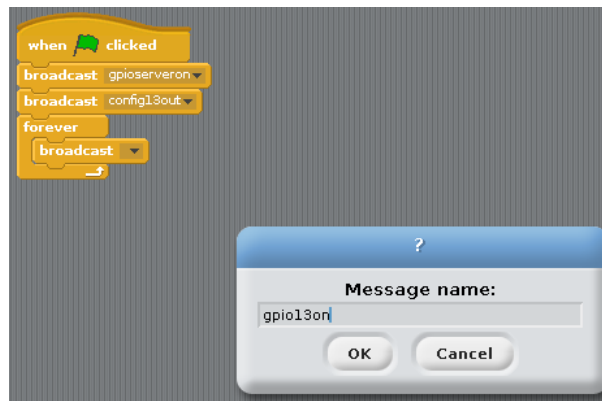 when clicked
broadcast gpioserveron
broadcast config13out
forever
broadcast
?
Message name:
gpio13on
OK Cancel